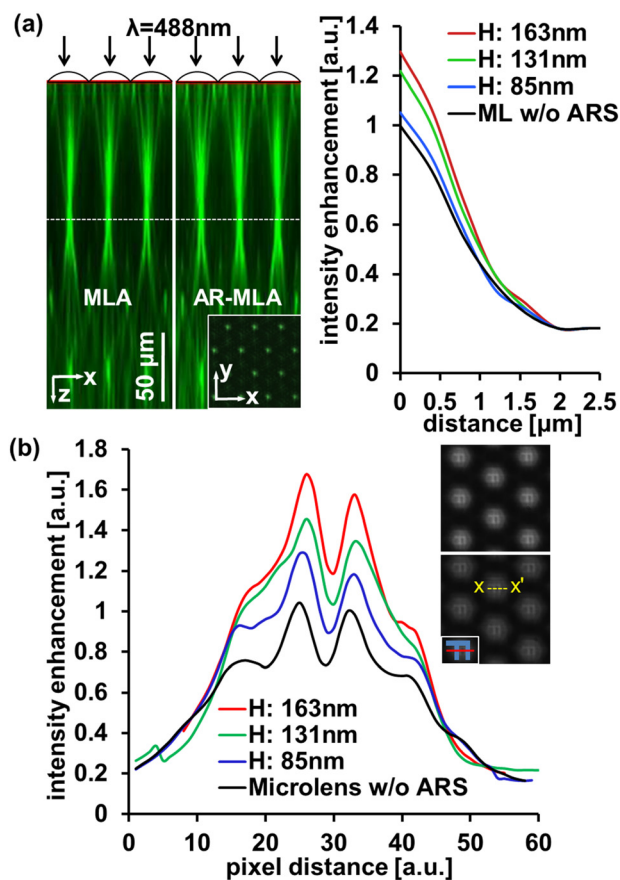 (a)
λ=488nm
MLA
AR-MLA
x
z
50 µm
y
x
intensity enhancement [a.u.]
1.4
1.2
1
0.8
0.6
0.4
0.2
0
H: 163nm
H: 131nm
H: 85nm
ML w/o ARS
0 0.5 1 1.5 2 2.5
distance [µm]
(b)
intensity enhancement [a.u.]
1.8
1.6
1.4
1.2
1
0.8
0.6
0.4
0.2
0
H: 163nm
H: 131nm
H: 85nm
Microlens w/o ARS
x x'
0 10 20 30 40 50 60
pixel distance [a.u.]